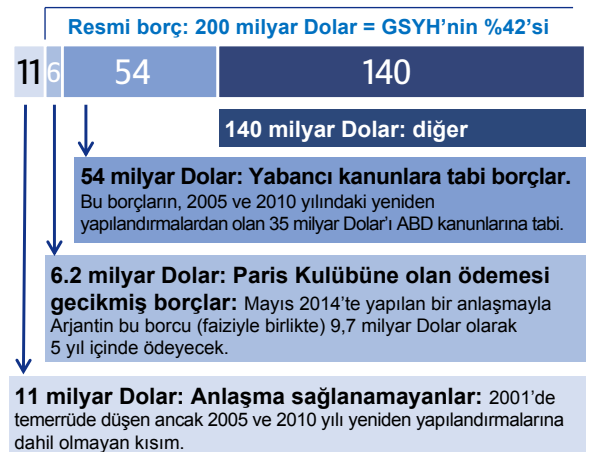 Resmi borç: 200 milyar Dolar = GSYH’nin %42’si
11 6 54 140
140 milyar Dolar: diğer
54 milyar Dolar: Yabancı kanunlara tabi borçlar.
Bu borçların, 2005 ve 2010 yılındaki yeniden
yapılandırmalardan olan 35 milyar Dolar’ı ABD kanunlarına tabi.
6.2 milyar Dolar: Paris Kulübüne olan ödemesi
gecikmiş borçlar: Mayıs 2014’te yapılan bir anlaşmayla
Arjantin bu borcu (faiziyle birlikte) 9,7 milyar Dolar olarak
5 yıl içinde ödeyecek.
11 milyar Dolar: Anlaşma sağlanamayanlar: 2001’de
temerrüde düşen ancak 2005 ve 2010 yılı yeniden yapılandırmalarına
dahil olmayan kısım.